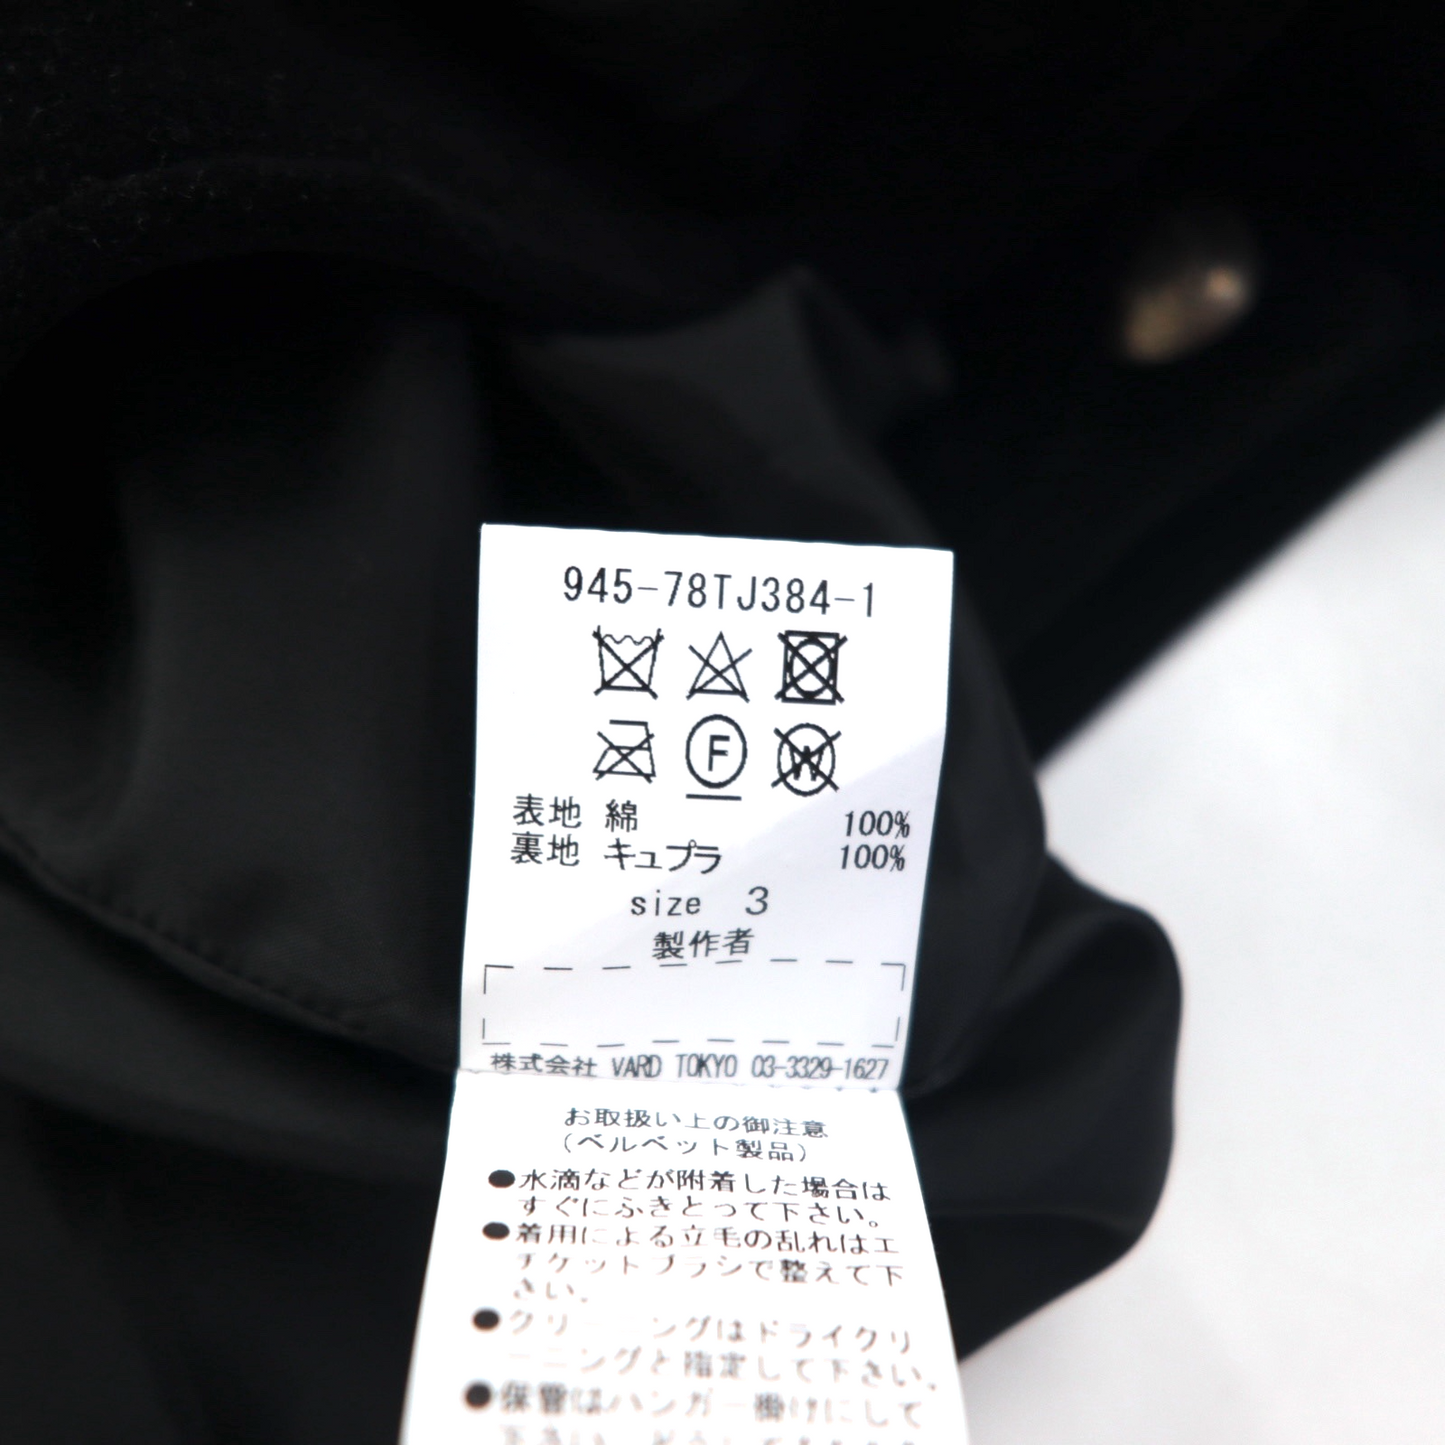 945-78TJ384-1
F
W
表地 綿 100%
裏地 キュプラ 100%
size 3
製作者
株式会社 VARD TOKYO 03-3329-1627
お取扱い上の御注意
(ベルベット製品)
●水滴などが附着した場合は
すぐにふきとって下さい。
●着用による立毛の乱れはエ
チケットブラシで整えて下
さい。
●クリーニングはドライクリ
ーニングと指定して下さい。
●保管はハンガー掛けにして